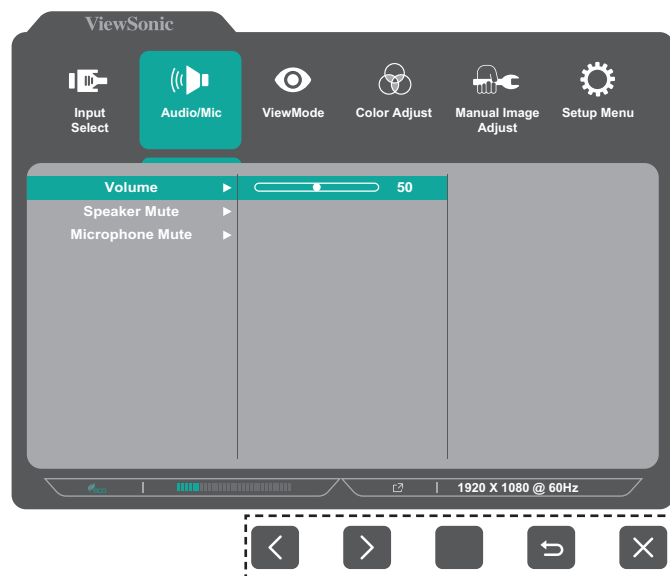 ViewSonic
Input
Select
Audio/Mic
ViewMode
Color Adjust
Manual Image
Adjust
Setup Menu
Volume
50
Speaker Mute
Microphone Mute
eco
1920 X 1080 @ 60Hz